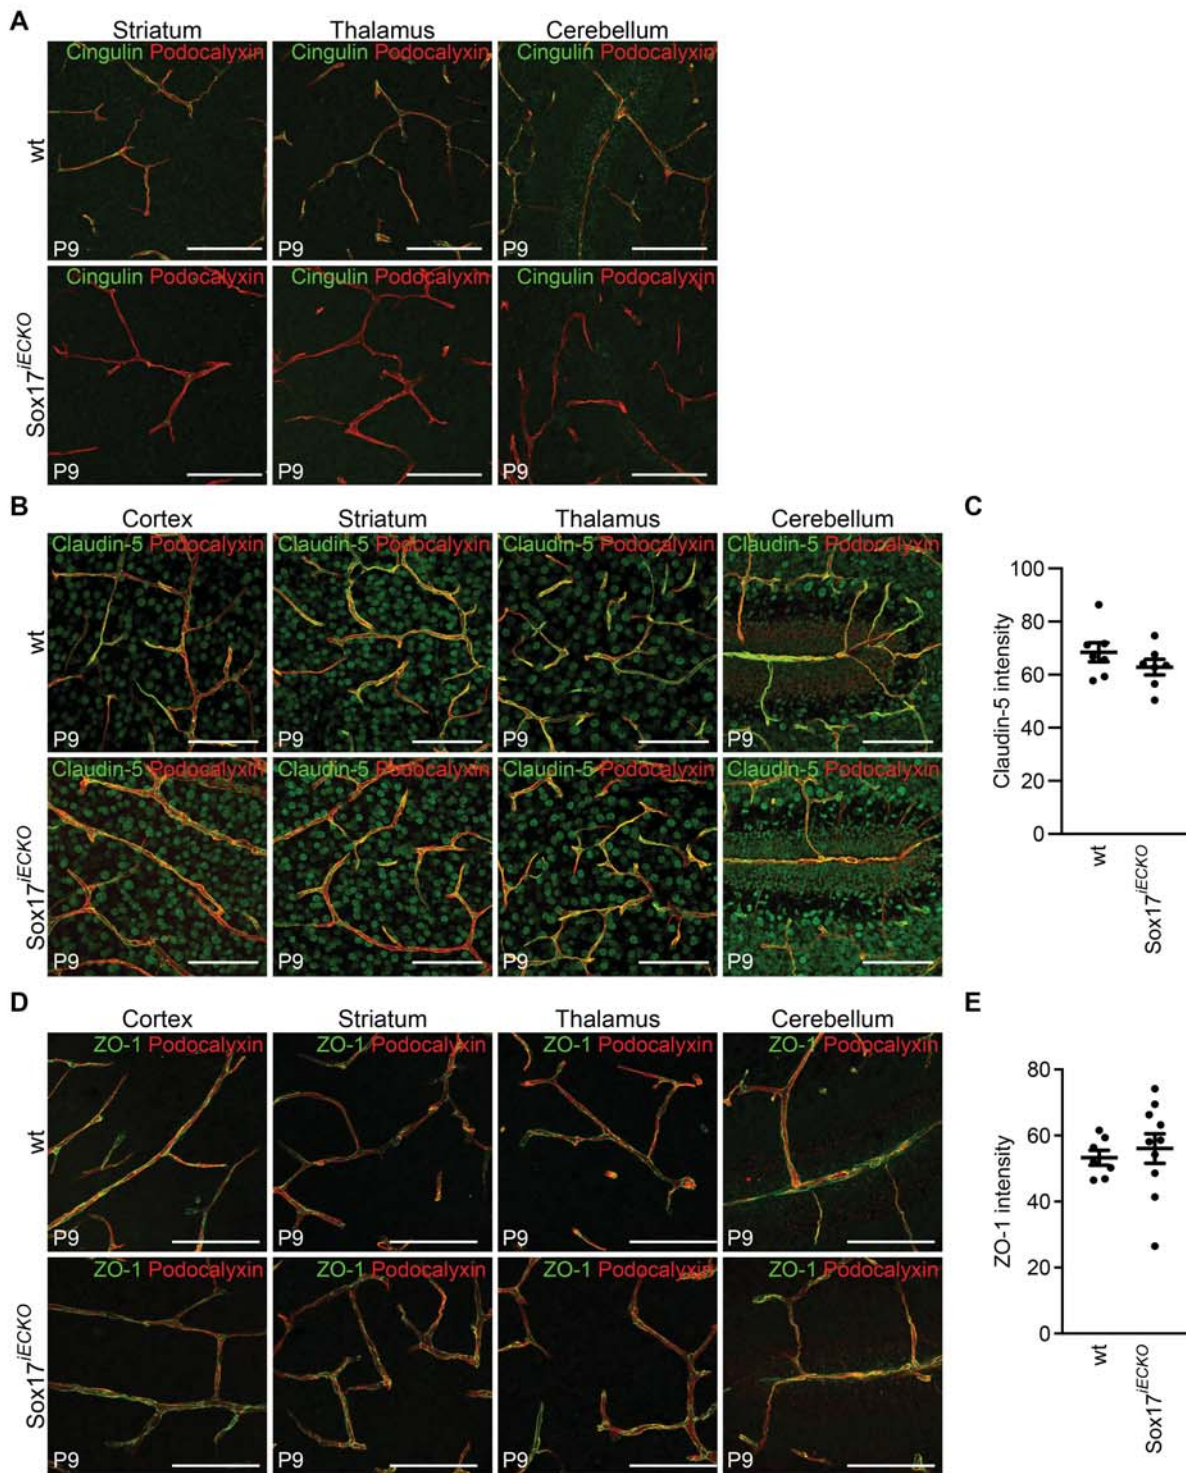 A
Striatum Thalamus Cerebellum
wt
Cingulin Podocalyxin Cingulin Podocalyxin Cingulin Podocalyxin
P9 P9 P9
Sox17iECKO
Cingulin Podocalyxin Cingulin Podocalyxin Cingulin Podocalyxin
P9 P9 P9
B
Cortex Striatum Thalamus Cerebellum
wt
Claudin-5 Podocalyxin Claudin-5 Podocalyxin Claudin-5 Podocalyxin Claudin-5 Podocalyxin
P9 P9 P9 P9
Sox17iECKO
Claudin-5 Podocalyxin Claudin-5 Podocalyxin Claudin-5 Podocalyxin Claudin-5 Podocalyxin
P9 P9 P9 P9
C
Claudin-5 intensity
100
80
60
40
20
0
wt
Sox17iECKO
D
Cortex Striatum Thalamus Cerebellum
wt
ZO-1 Podocalyxin ZO-1 Podocalyxin ZO-1 Podocalyxin ZO-1 Podocalyxin
P9 P9 P9 P9
Sox17iECKO
ZO-1 Podocalyxin ZO-1 Podocalyxin ZO-1 Podocalyxin ZO-1 Podocalyxin
P9 P9 P9 P9
E
ZO-1 intensity
80
60
40
20
0
wt
Sox17iECKO